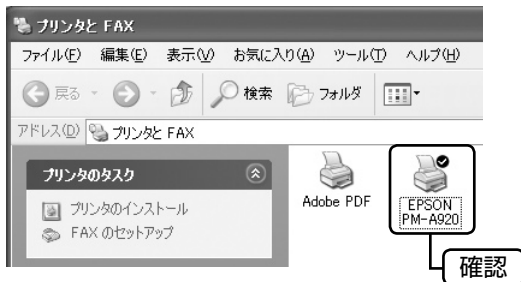 プリンタと FAX
ファイル(F) 編集(E) 表示(V) お気に入り(A) ツール(T) ヘルプ(H)
戻る 検索 フォルダ
アドレス(D) プリンタと FAX
プリンタのタスク
プリンタのインストール
FAX のセットアップ
Adobe PDF
EPSON
PM-A920
確認